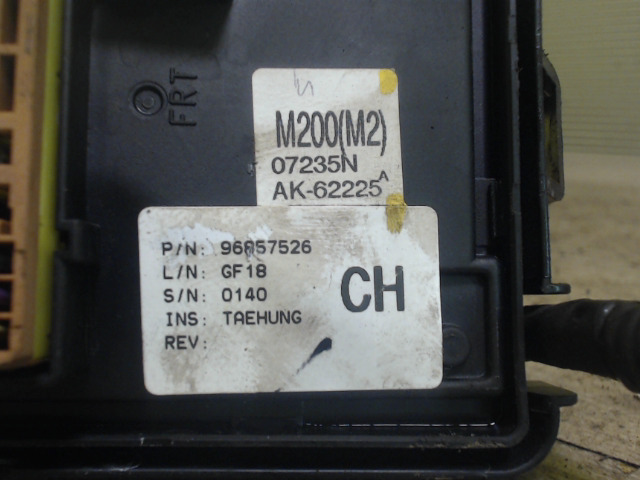 FRT
M200(M2)
07235N
AK-62225A
P/N: 96857526
L/N: GF18
S/N: 0140
INS: TAEHUNG
REV:
CH